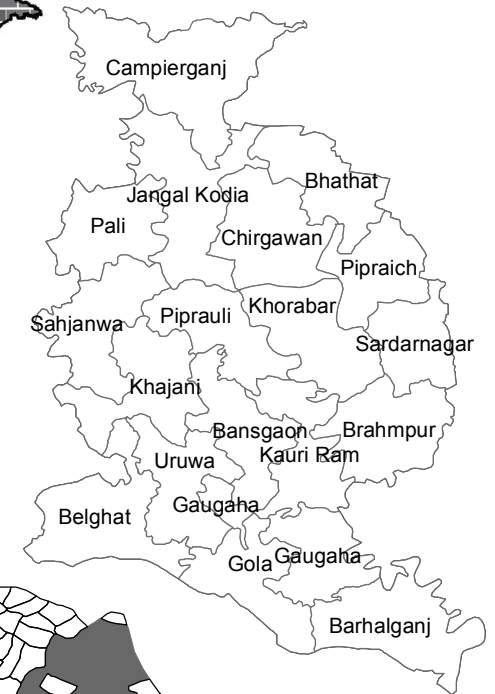 Campierganj
Bhathat
Jangal Kodia
Pali
Chirgawan
Pipraich
Khorabar
Piprauli
Sahjanwa
Sardarnagar
Khajani
Bansgaon
Brahmpur
Kauri Ram
Uruwa
Gaugaha
Belghat
Gola
Gaugaha
Barhalganj